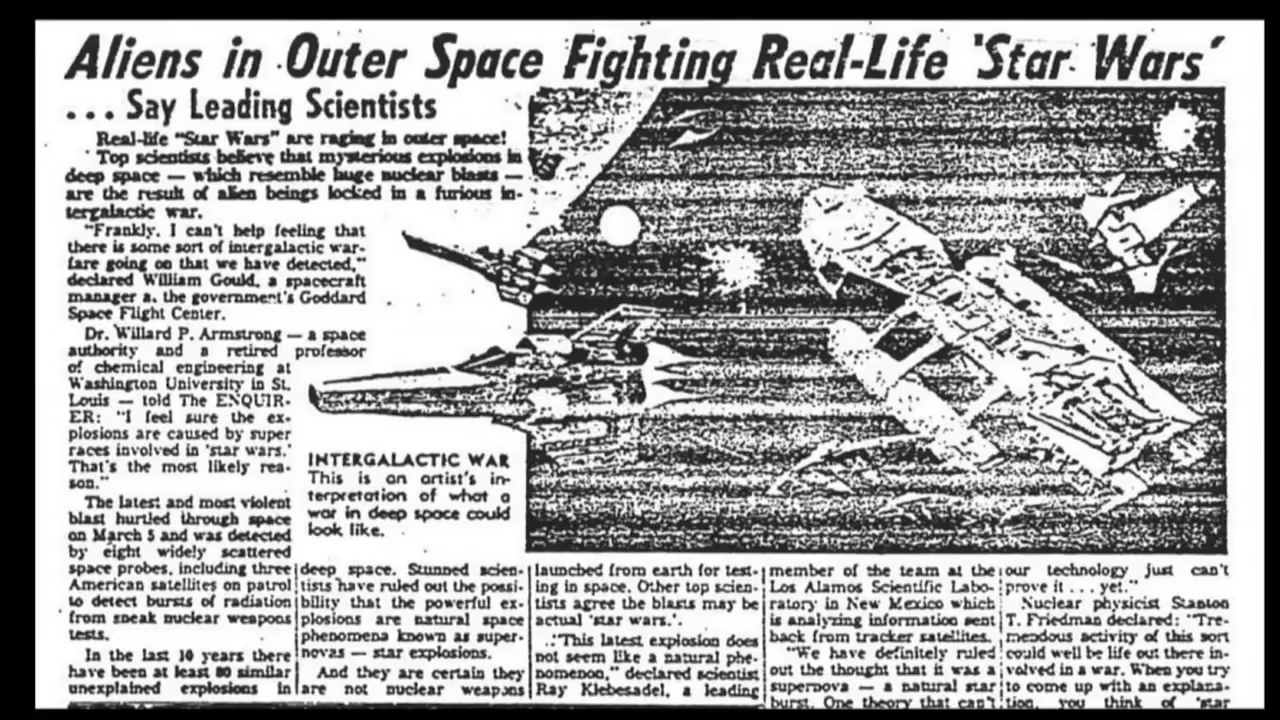 Aliens in Outer Space Fighting Real-Life 'Star Wars'
. . . Say Leading Scientists
Real-life "Star Wars" are raging in outer space!
Top scientists believe that mysterious explosions in
deep space — which resemble huge nuclear blasts —
are the result of alien beings locked in a furious in-
tergalactic war.
"Frankly, I can't help feeling that
there is some sort of intergalactic war-
fare going on that we have detected,"
declared William Gould, a spacecraft
manager a. the government's Goddard
Space Flight Center.
Dr. Willard P. Armstrong — a space
authority and a retired professor
of chemical engineering at
Washington University in St.
Louis — told The ENQUIR-
ER: "I feel sure the ex-
plosions are caused by super
races involved in 'star wars.'
That's the most likely rea-
son."
The latest and most violent
blast hurtled through space
on March 5 and was detected
by eight widely scattered
space probes, including three
American satellites on patrol
to detect bursts of radiation
from sneak nuclear weapons
tests.
In the last 10 years there
have been at least 80 similar
unexplained explosions in
INTERGALACTIC WAR
This is an artist's in-
terpretation of what a
war in deep space could
look like.
deep space. Stunned scien-
tists have ruled out the possi-
bility that the powerful ex-
plosions are natural space
phenomena known as super-
novas — star explosions.
And they are certain they
are not nuclear weapons
launched from earth for test-
ing in space. Other top scien-
tists agree the blasts may be
actual 'star wars.'.
"This latest explosion does
not seem like a natural phe-
nomenon," declared scientist
Ray Klebesadel, a leading
member of the team at the
Los Alamos Scientific Labo-
ratory in New Mexico which
is analyzing information sent
back from tracker satellites.
"We have definitely ruled
out the thought that it was a
supernova — a natural star
burst. One theory that can't
our technology just can't
prove it . . . yet."
Nuclear physicist Stanton
T. Friedman declared: "Tre-
mendous activity of this sort
could well be life out there in-
volved in a war. When you try
to come up with an explana-
tion, you think of "star